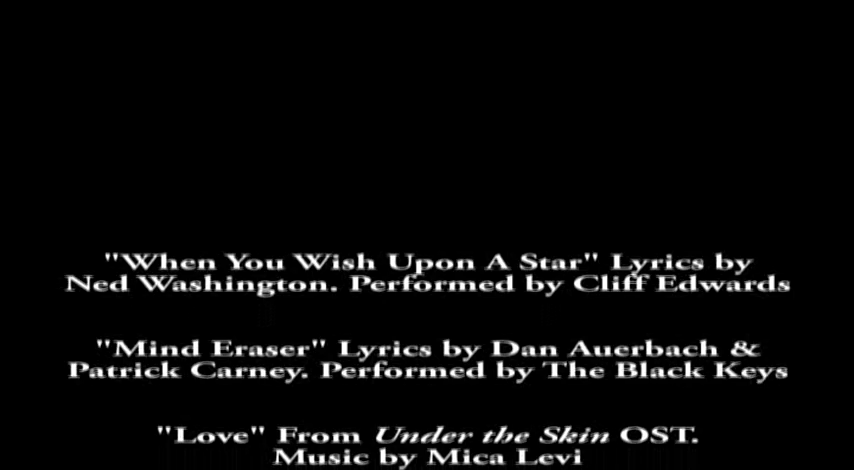 "When You Wish Upon A Star" Lyrics by
Ned Washington. Performed by Cliff Edwards
"Mind Eraser" Lyrics by Dan Auerbach &
Patrick Carney. Performed by The Black Keys
"Love" From Under the Skin OST.
Music by Mica Levi